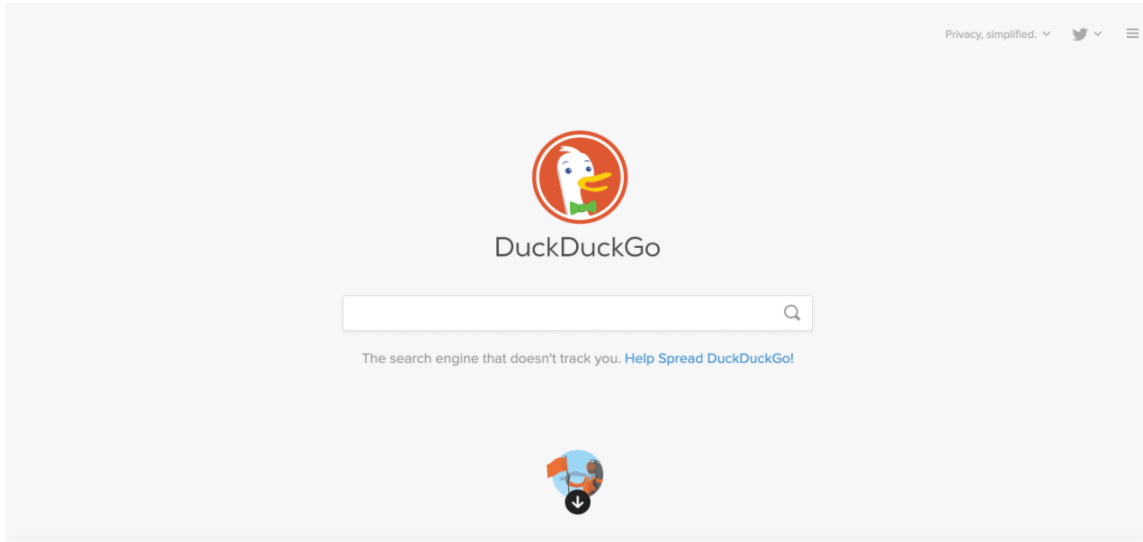 Privacy, simplified.
DuckDuckGo
The search engine that doesn't track you. Help Spread DuckDuckGo!